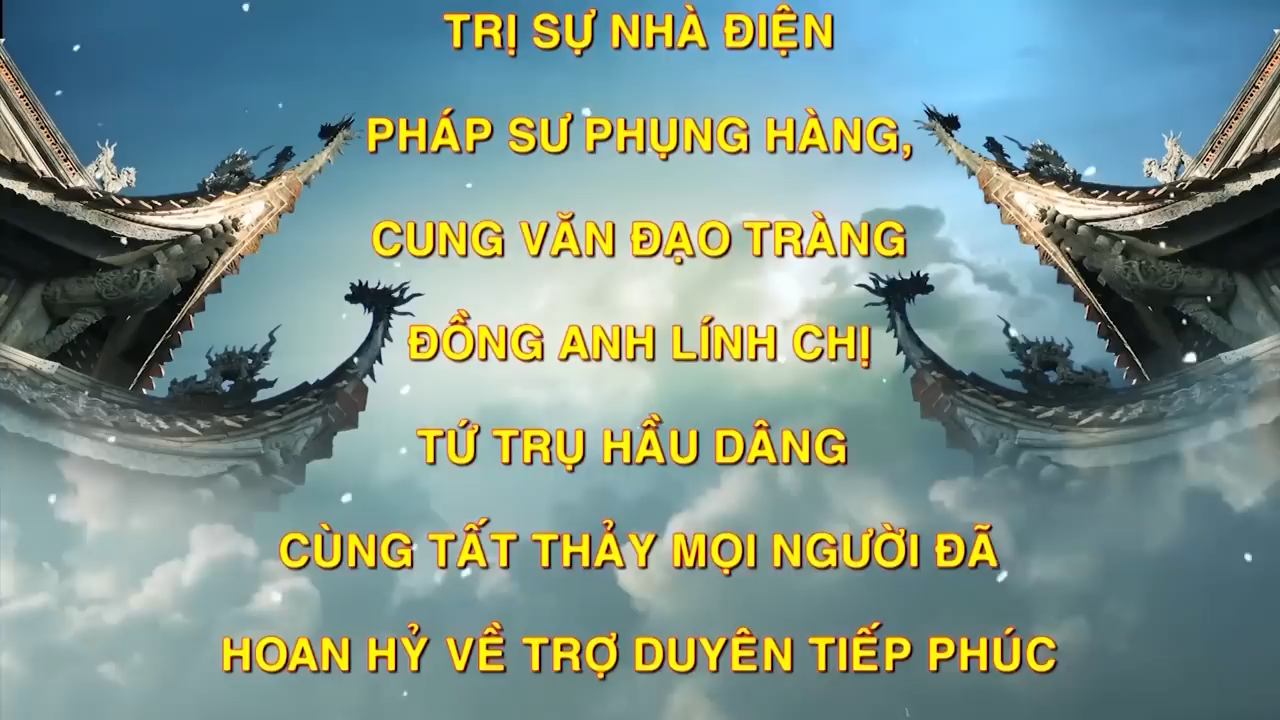 TRỊ SỰ NHÀ ĐIỆN
PHÁP SƯ PHỤNG HÀNG,
CUNG VĂN ĐẠO TRÀNG
ĐỒNG ANH LÍNH CHỊ
TỨ TRỤ HẦU DÂNG
CÙNG TẤT THẢY MỌI NGƯỜI ĐÃ
HOAN HỶ VỀ TRỢ DUYÊN TIẾP PHÚC